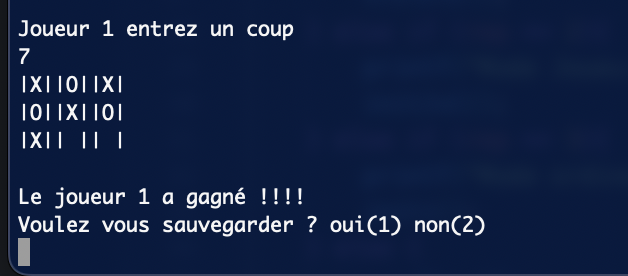 Joueur 1 entrez un coup
7
|X||O||X|
|O||X||O|
|X|| || |
Le joueur 1 a gagné !!!!
Voulez vous sauvegarder ? oui(1) non(2)